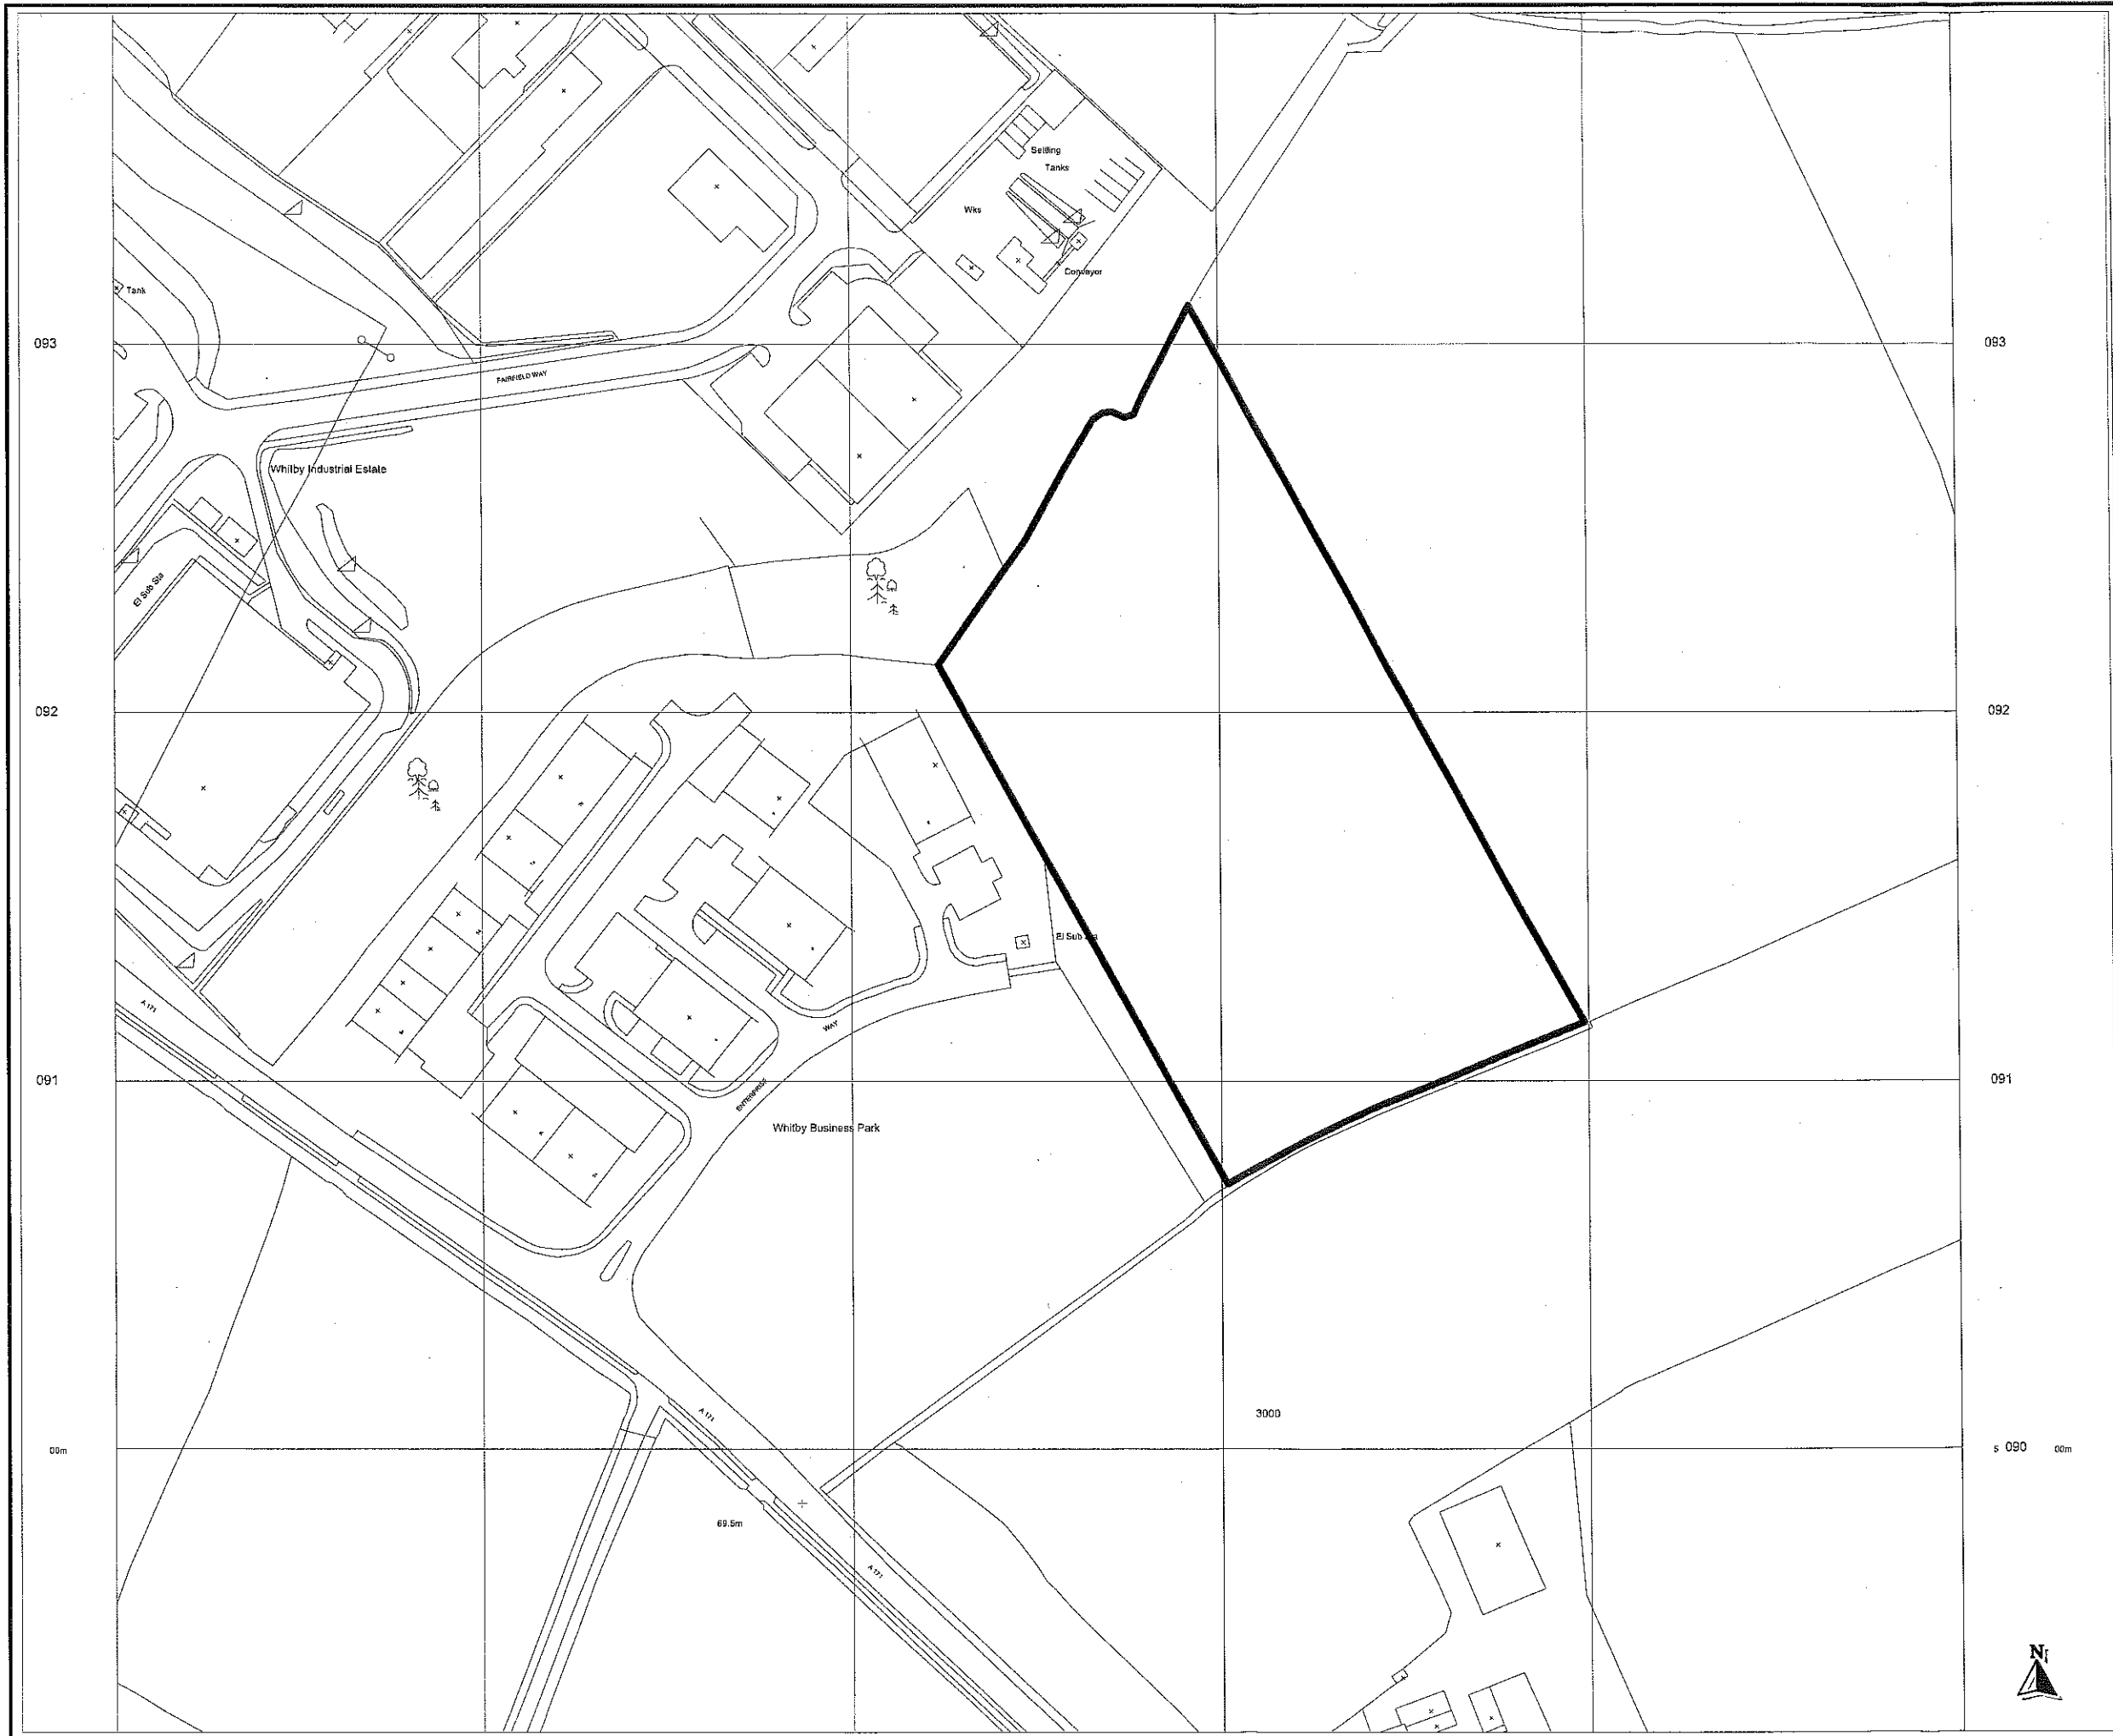 Settling
Tanks
Wks
Conveyor
Tank
093
093
FAIRFIELD WAY
Whitby Industrial Estate
El Sub Sta
092
092
El Sub
A 171
WAY
091
091
ENTERPRISE
Whitby Business Park
A 171
3000
00m
s 090 00m
69.5m
A 171
N